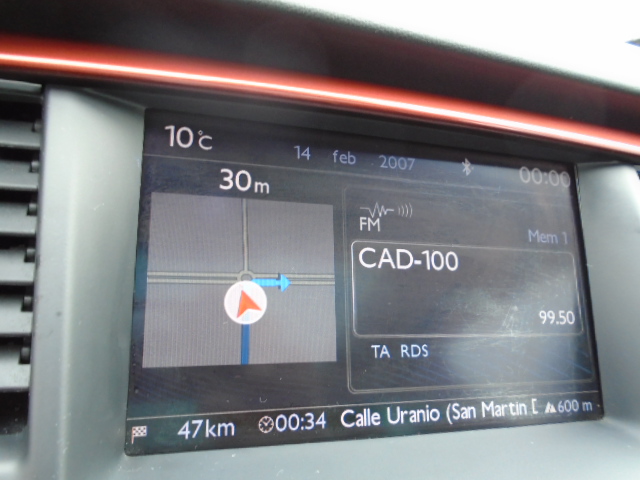 10°C
14 feb 2007
00:00
30m
FM
Mem 1
CAD-100
99.50
TA RDS
47km
00:34
Calle Uranio (San Martin D
600 m